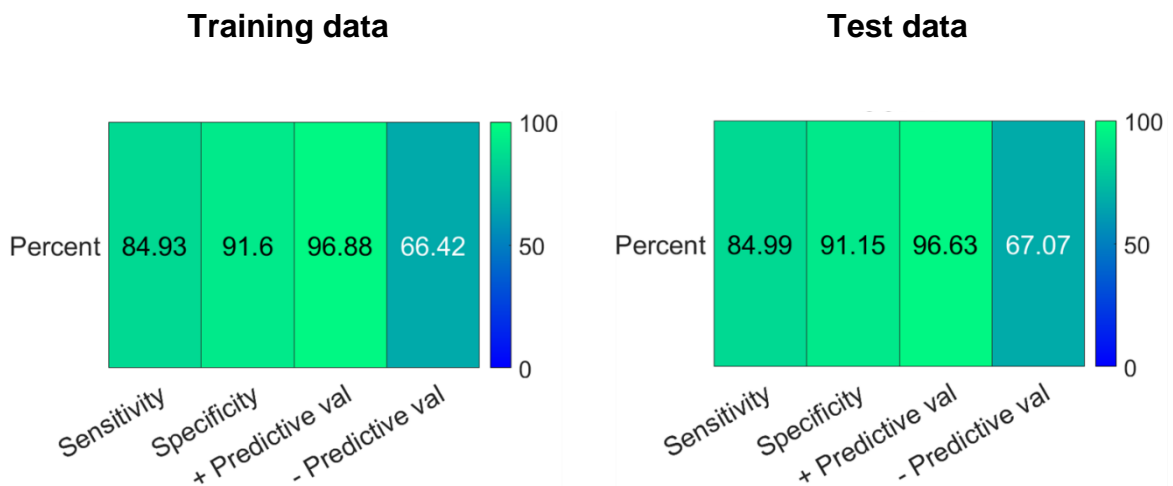 Training data
Test data
100
50
0
Percent 84.93 91.6 96.88 66.42
Sensitivity
Specificity
+ Predictive val
- Predictive val
100
50
0
Percent 84.99 91.15 96.63 67.07
Sensitivity
Specificity
+ Predictive val
- Predictive val